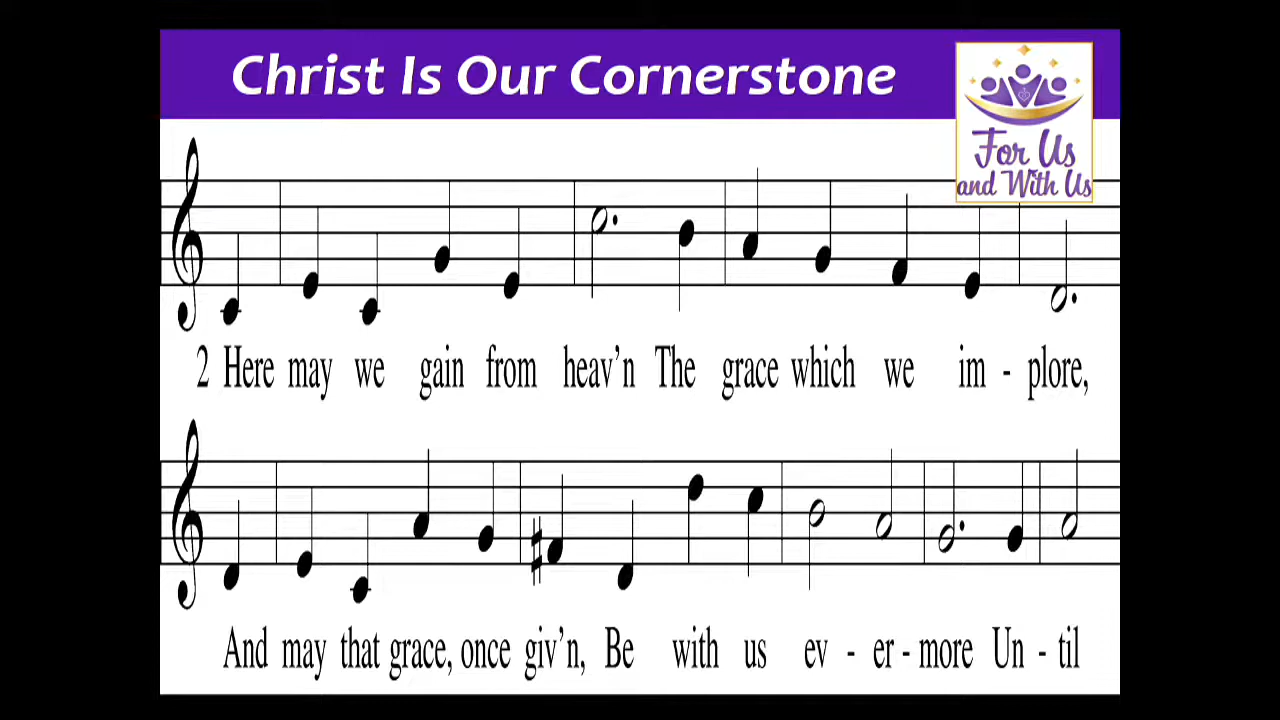 Christ Is Our Cornerstone
For Us
and With Us
2 Here may we gain from heav'n The grace which we im - plore,
And may that grace, once giv'n, Be with us ev - er - more Un - til